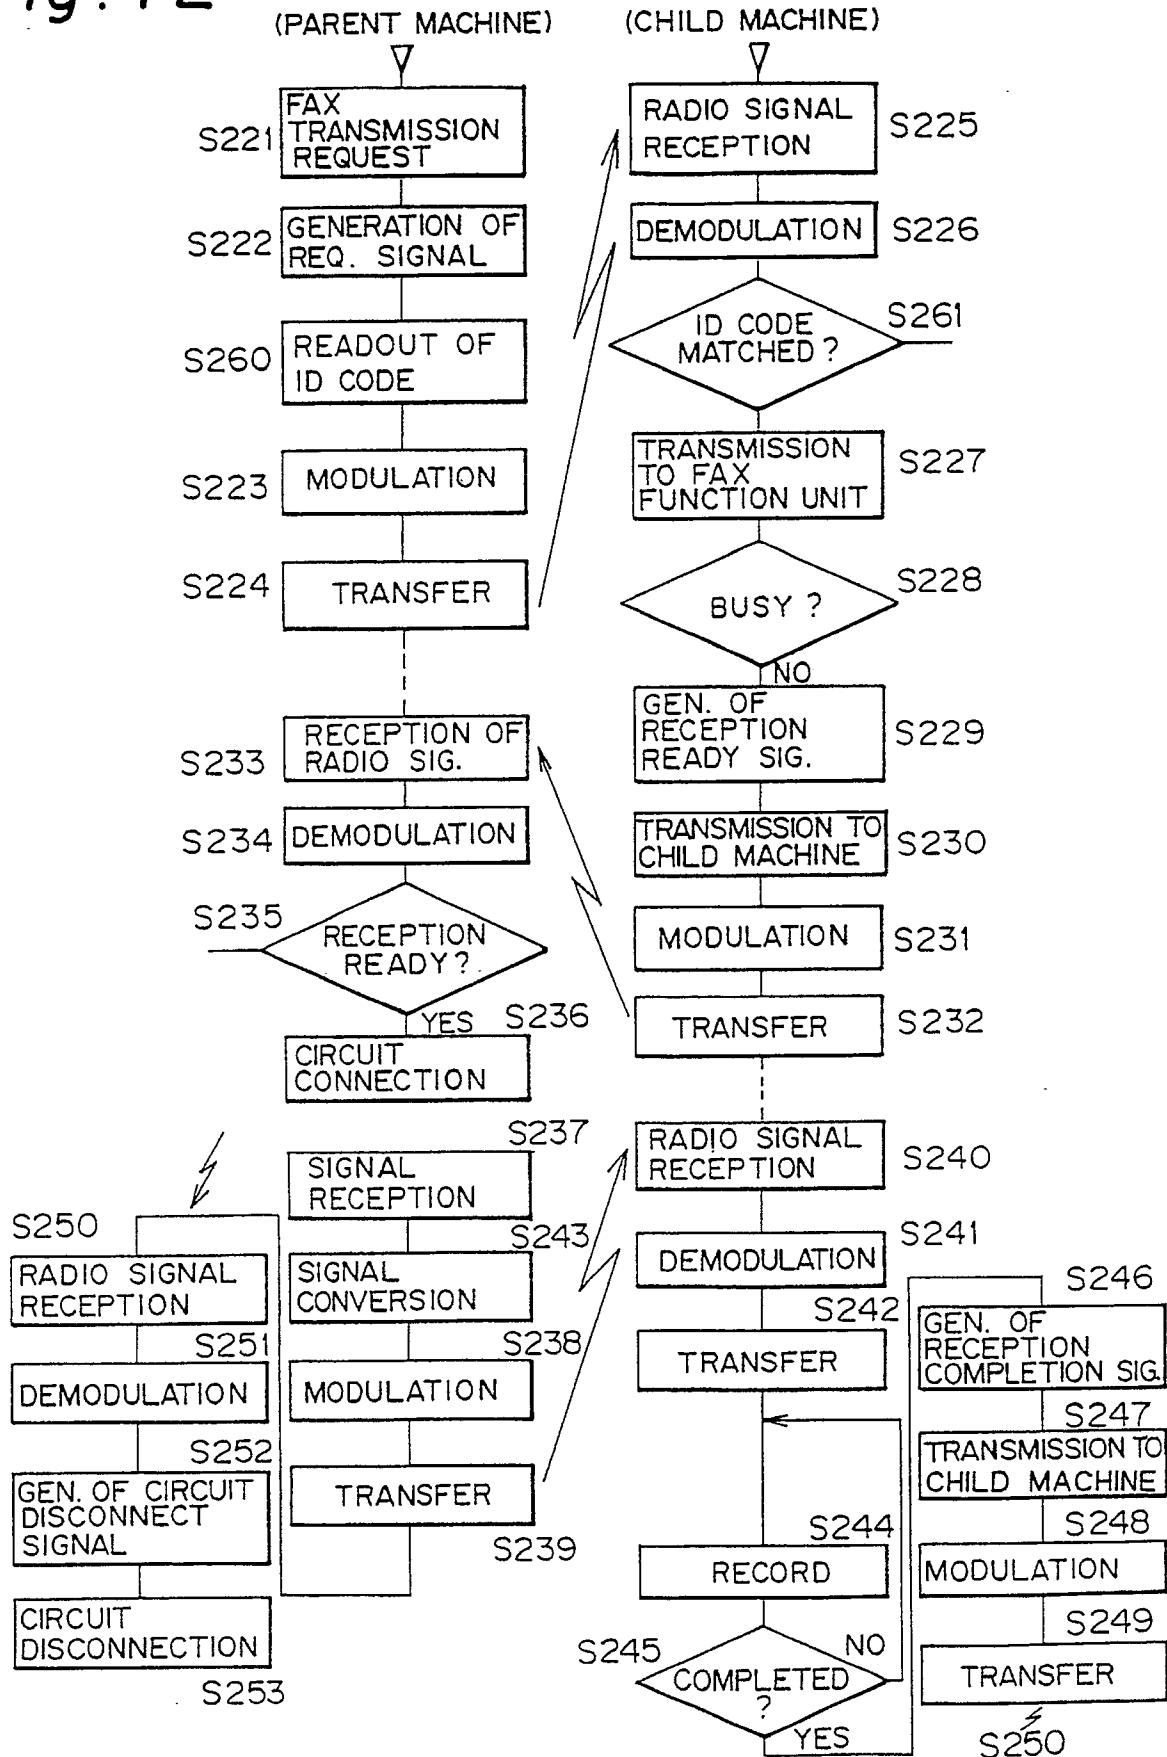 (PARENT MACHINE)
FAX
TRANSMISSION
REQUEST
S221
GENERATION OF
REQ. SIGNAL
S222
READOUT OF
ID CODE
S260
MODULATION
S223
TRANSFER
S224
RECEPTION OF
RADIO SIG.
S233
DEMODULATION
S234
S235
RECEPTION
READY?
YES
S236
CIRCUIT
CONNECTION
S237
SIGNAL
RECEPTION
S243
SIGNAL
CONVERSION
S238
MODULATION
TRANSFER
S239
S250
RADIO SIGNAL
RECEPTION
S251
DEMODULATION
S252
GEN. OF CIRCUIT
DISCONNECT
SIGNAL
CIRCUIT
DISCONNECTION
S253
(CHILD MACHINE)
RADIO SIGNAL
RECEPTION
S225
DEMODULATION
S226
S261
ID CODE
MATCHED?
TRANSMISSION
TO FAX
FUNCTION UNIT
S227
S228
BUSY?
NO
GEN. OF
RECEPTION
READY SIG.
S229
TRANSMISSION TO
CHILD MACHINE
S230
MODULATION
S231
TRANSFER
S232
RADIO SIGNAL
RECEPTION
S240
DEMODULATION
S241
S242
TRANSFER
S244
RECORD
S245
COMPLETED
?
NO
YES
S246
GEN. OF
RECEPTION
COMPLETION SIG.
S247
TRANSMISSION TO
CHILD MACHINE
S248
MODULATION
S249
TRANSFER
S250